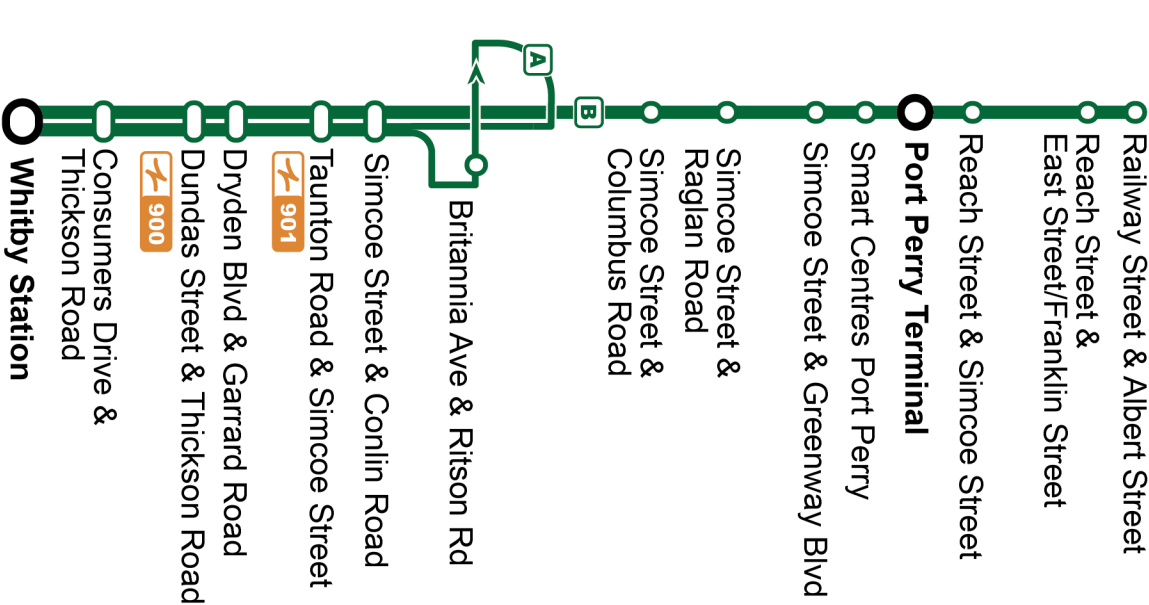 Railway Street & Albert Street
Reach Street &
East Street/Franklin Street
Reach Street & Simcoe Street
Port Perry Terminal
Smart Centres Port Perry
Simcoe Street & Greenway Blvd
Simcoe Street &
Raglan Road
Simcoe Street &
Columbus Road
B
A
Britannia Ave & Ritson Rd
Simcoe Street & Conlin Road
Taunton Road & Simcoe Street
901
Dryden Blvd & Garrard Road
Dundas Street & Thickson Road
900
Consumers Drive &
Thickson Road
Whitby Station